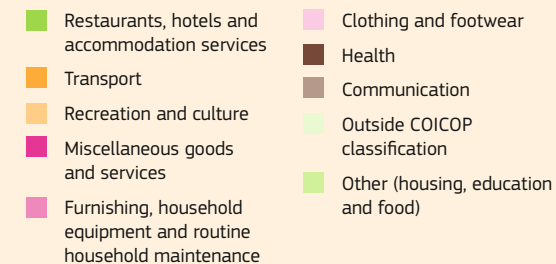 Restaurants, hotels and
accommodation services
Transport
Recreation and culture
Miscellaneous goods
and services
Furnishing, household
equipment and routine
household maintenance
Clothing and footwear
Health
Communication
Outside COICOP
classification
Other (housing, education
and food)